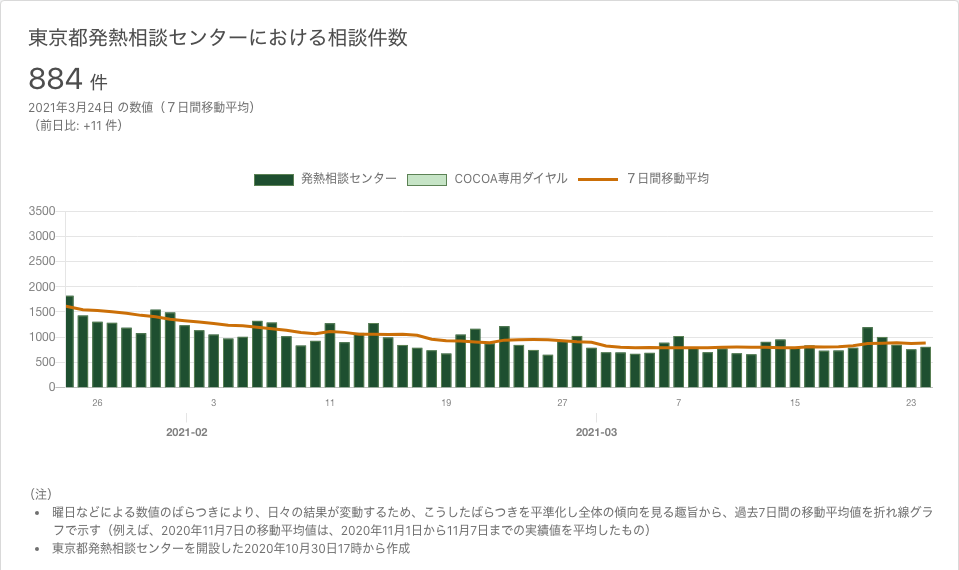 東京都発熱相談センターにおける相談件数
884 件
2021年3月24日 の数値（７日間移動平均）
（前日比: +11 件）
発熱相談センター COCOA専用ダイヤル ７日間移動平均
3500
3000
2500
2000
1500
1000
500
0
26 3 11 19 27 7 15 23
2021-02 2021-03
（注）
• 曜日などによる数値のばらつきにより、日々の結果が変動するため、こうしたばらつきを平準化し全体の傾向を見る趣旨から、過去7日間の移動平均値を折れ線グラ
フで示す（例えば、2020年11月7日の移動平均値は、2020年11月1日から11月7日までの実績値を平均したもの）
• 東京都発熱相談センターを開設した2020年10月30日17時から作成